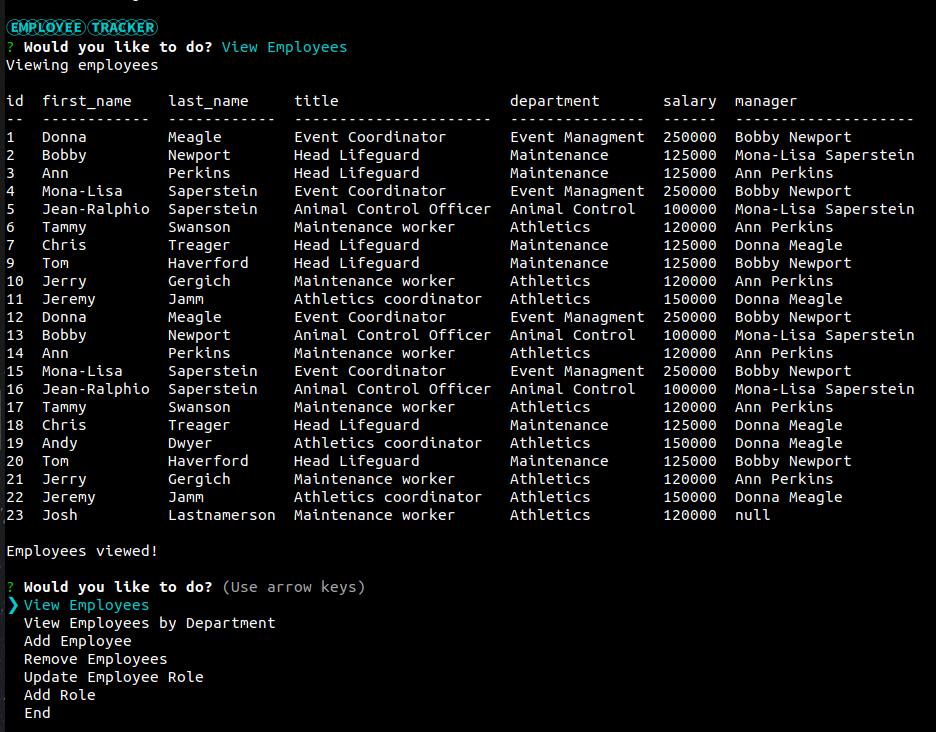 EMPLOYEE TRACKER
? Would you like to do? View Employees
Viewing employees
id  first_name    last_name     title                   department       salary  manager
--  ------------  ------------  ----------------------  ---------------  ------  --------------------
1   Donna         Meagle        Event Coordinator       Event Managment  250000  Bobby Newport
2   Bobby         Newport       Head Lifeguard          Maintenance      125000  Mona-Lisa Saperstein
3   Ann           Perkins       Head Lifeguard          Maintenance      125000  Ann Perkins
4   Mona-Lisa     Saperstein    Event Coordinator       Event Managment  250000  Bobby Newport
5   Jean-Ralphio  Saperstein    Animal Control Officer  Animal Control   100000  Mona-Lisa Saperstein
6   Tammy         Swanson       Maintenance worker      Athletics        120000  Ann Perkins
7   Chris         Treager       Head Lifeguard          Maintenance      125000  Donna Meagle
9   Tom           Haverford     Head Lifeguard          Maintenance      125000  Bobby Newport
10  Jerry         Gergich       Maintenance worker      Athletics        120000  Ann Perkins
11  Jeremy        Jamm          Athletics coordinator   Athletics        150000  Donna Meagle
12  Donna         Meagle        Event Coordinator       Event Managment  250000  Bobby Newport
13  Bobby         Newport       Animal Control Officer  Animal Control   100000  Mona-Lisa Saperstein
14  Ann           Perkins       Maintenance worker      Athletics        120000  Ann Perkins
15  Mona-Lisa     Saperstein    Event Coordinator       Event Managment  250000  Bobby Newport
16  Jean-Ralphio  Saperstein    Animal Control Officer  Animal Control   100000  Mona-Lisa Saperstein
17  Tammy         Swanson       Maintenance worker      Athletics        120000  Ann Perkins
18  Chris         Treager       Head Lifeguard          Maintenance      125000  Donna Meagle
19  Andy          Dwyer         Athletics coordinator   Athletics        150000  Donna Meagle
20  Tom           Haverford     Head Lifeguard          Maintenance      125000  Bobby Newport
21  Jerry         Gergich       Maintenance worker      Athletics        120000  Ann Perkins
22  Jeremy        Jamm          Athletics coordinator   Athletics        150000  Donna Meagle
23  Josh          Lastnamerson  Maintenance worker      Athletics        120000  null
Employees viewed!
? Would you like to do? (Use arrow keys)
❯ View Employees
View Employees by Department
Add Employee
Remove Employees
Update Employee Role
Add Role
End